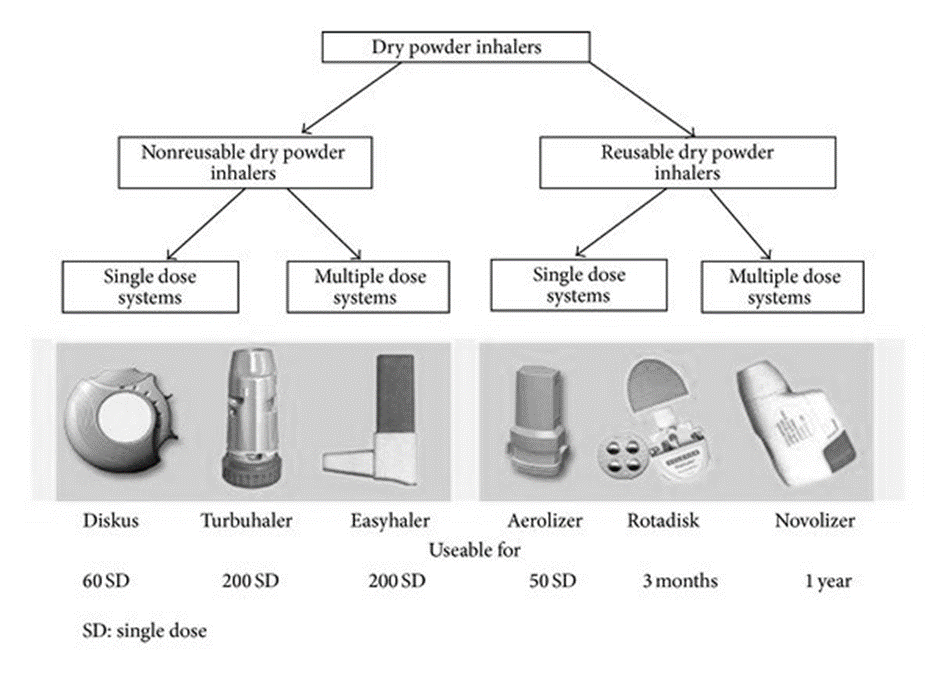 Dry powder inhalers
Nonreusable dry powder
inhalers
Reusable dry powder
inhalers
Single dose
systems
Multiple dose
systems
Single dose
systems
Multiple dose
systems
Diskus Turbuhaler Easyhaler Aerolizer Rotadisk Novolizer
Useable for
60 SD 200 SD 200 SD 50 SD 3 months 1 year
SD: single dose